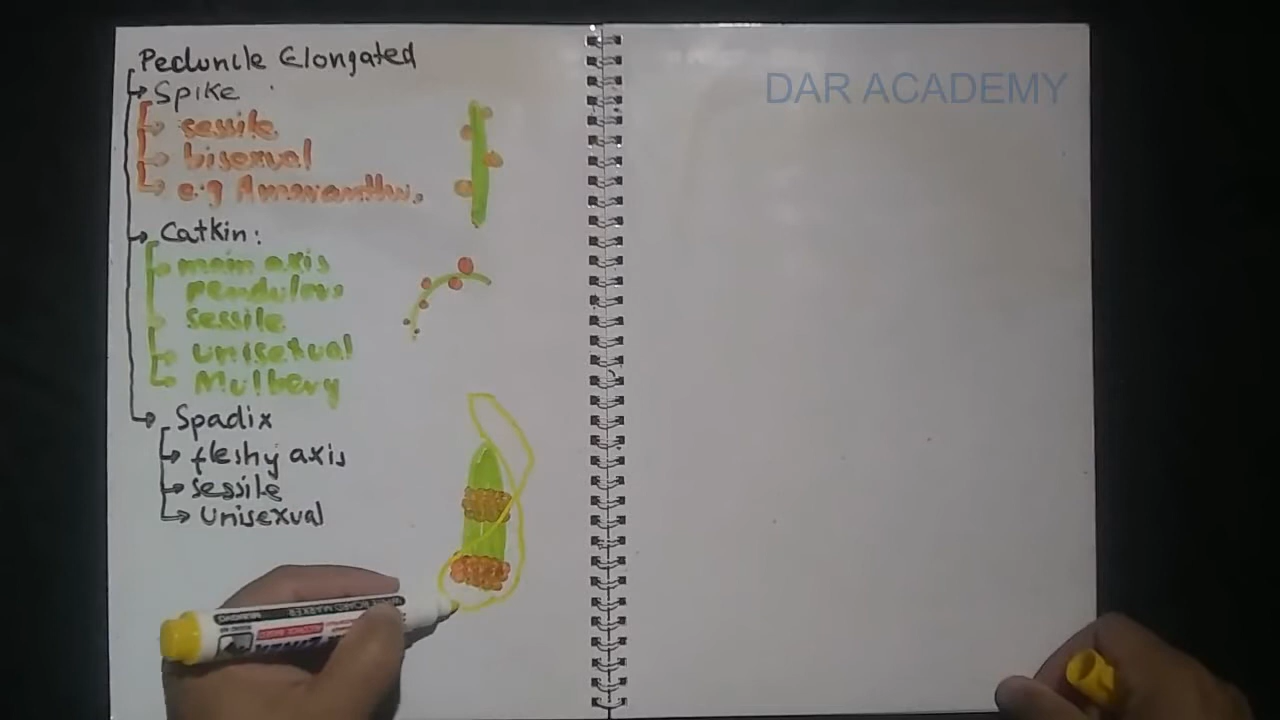 Peduncle Elongated
Spike
sessile
bisexual
e.g Amaranthus.
Catkin:
main axis
pendulous
sessile
unisexual
Mulbery
Spadix
fleshy axis
sessile
Unisexual
DAR ACADEMY